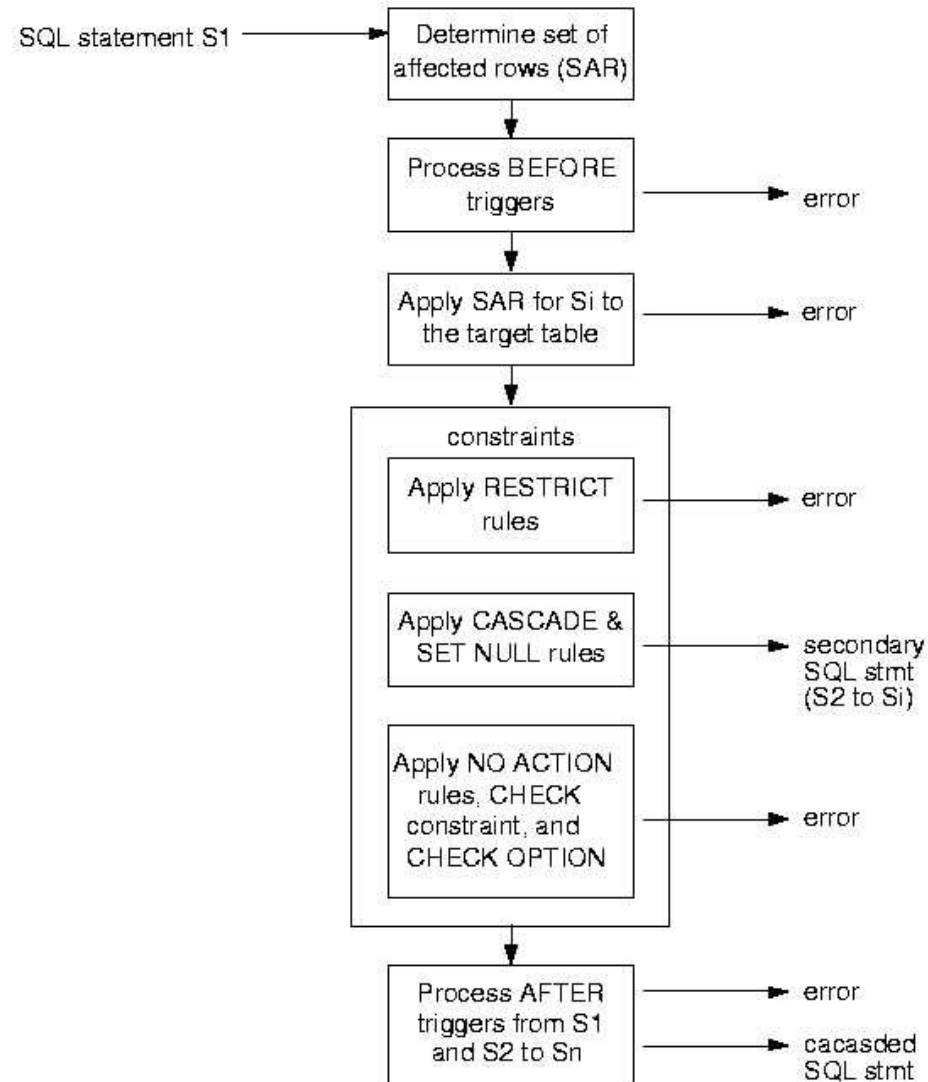 SQL statement S1
Determine set of
affected rows (SAR)
Process BEFORE
triggers
error
Apply SAR for Si to
the target table
error
constraints
Apply RESTRICT
rules
error
Apply CASCADE &
SET NULL rules
secondary
SQL stmt
(S2 to Si)
Apply NO ACTION
rules, CHECK
constraint, and
CHECK OPTION
error
Process AFTER
triggers from S1
and S2 to Sn
error
cacasded
SQL stmt